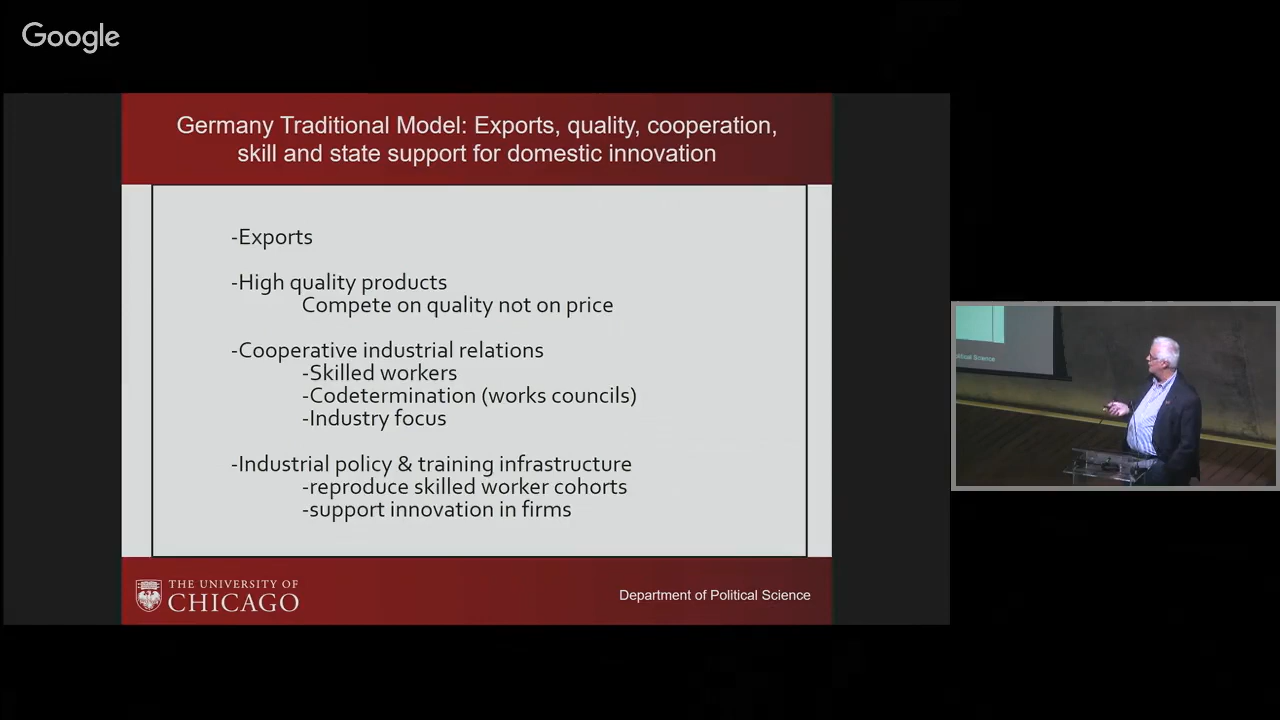 Google
Germany Traditional Model: Exports, quality, cooperation,
skill and state support for domestic innovation
-Exports
-High quality products
Compete on quality not on price
-Cooperative industrial relations
-Skilled workers
-Codetermination (works councils)
-Industry focus
-Industrial policy & training infrastructure
-reproduce skilled worker cohorts
-support innovation in firms
THE UNIVERSITY OF
CHICAGO
Department of Political Science
olitical Science